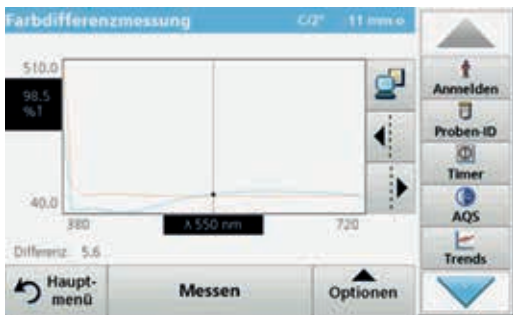 Farbdifferenzmessung C/2° 11 mm o
510.0
98.5
%T
40.0
380
λ 550 nm
720
Differenz 5.6
Haupt-
menü
Messen
Optionen
Anmelden
Proben-ID
Timer
AQS
Trends